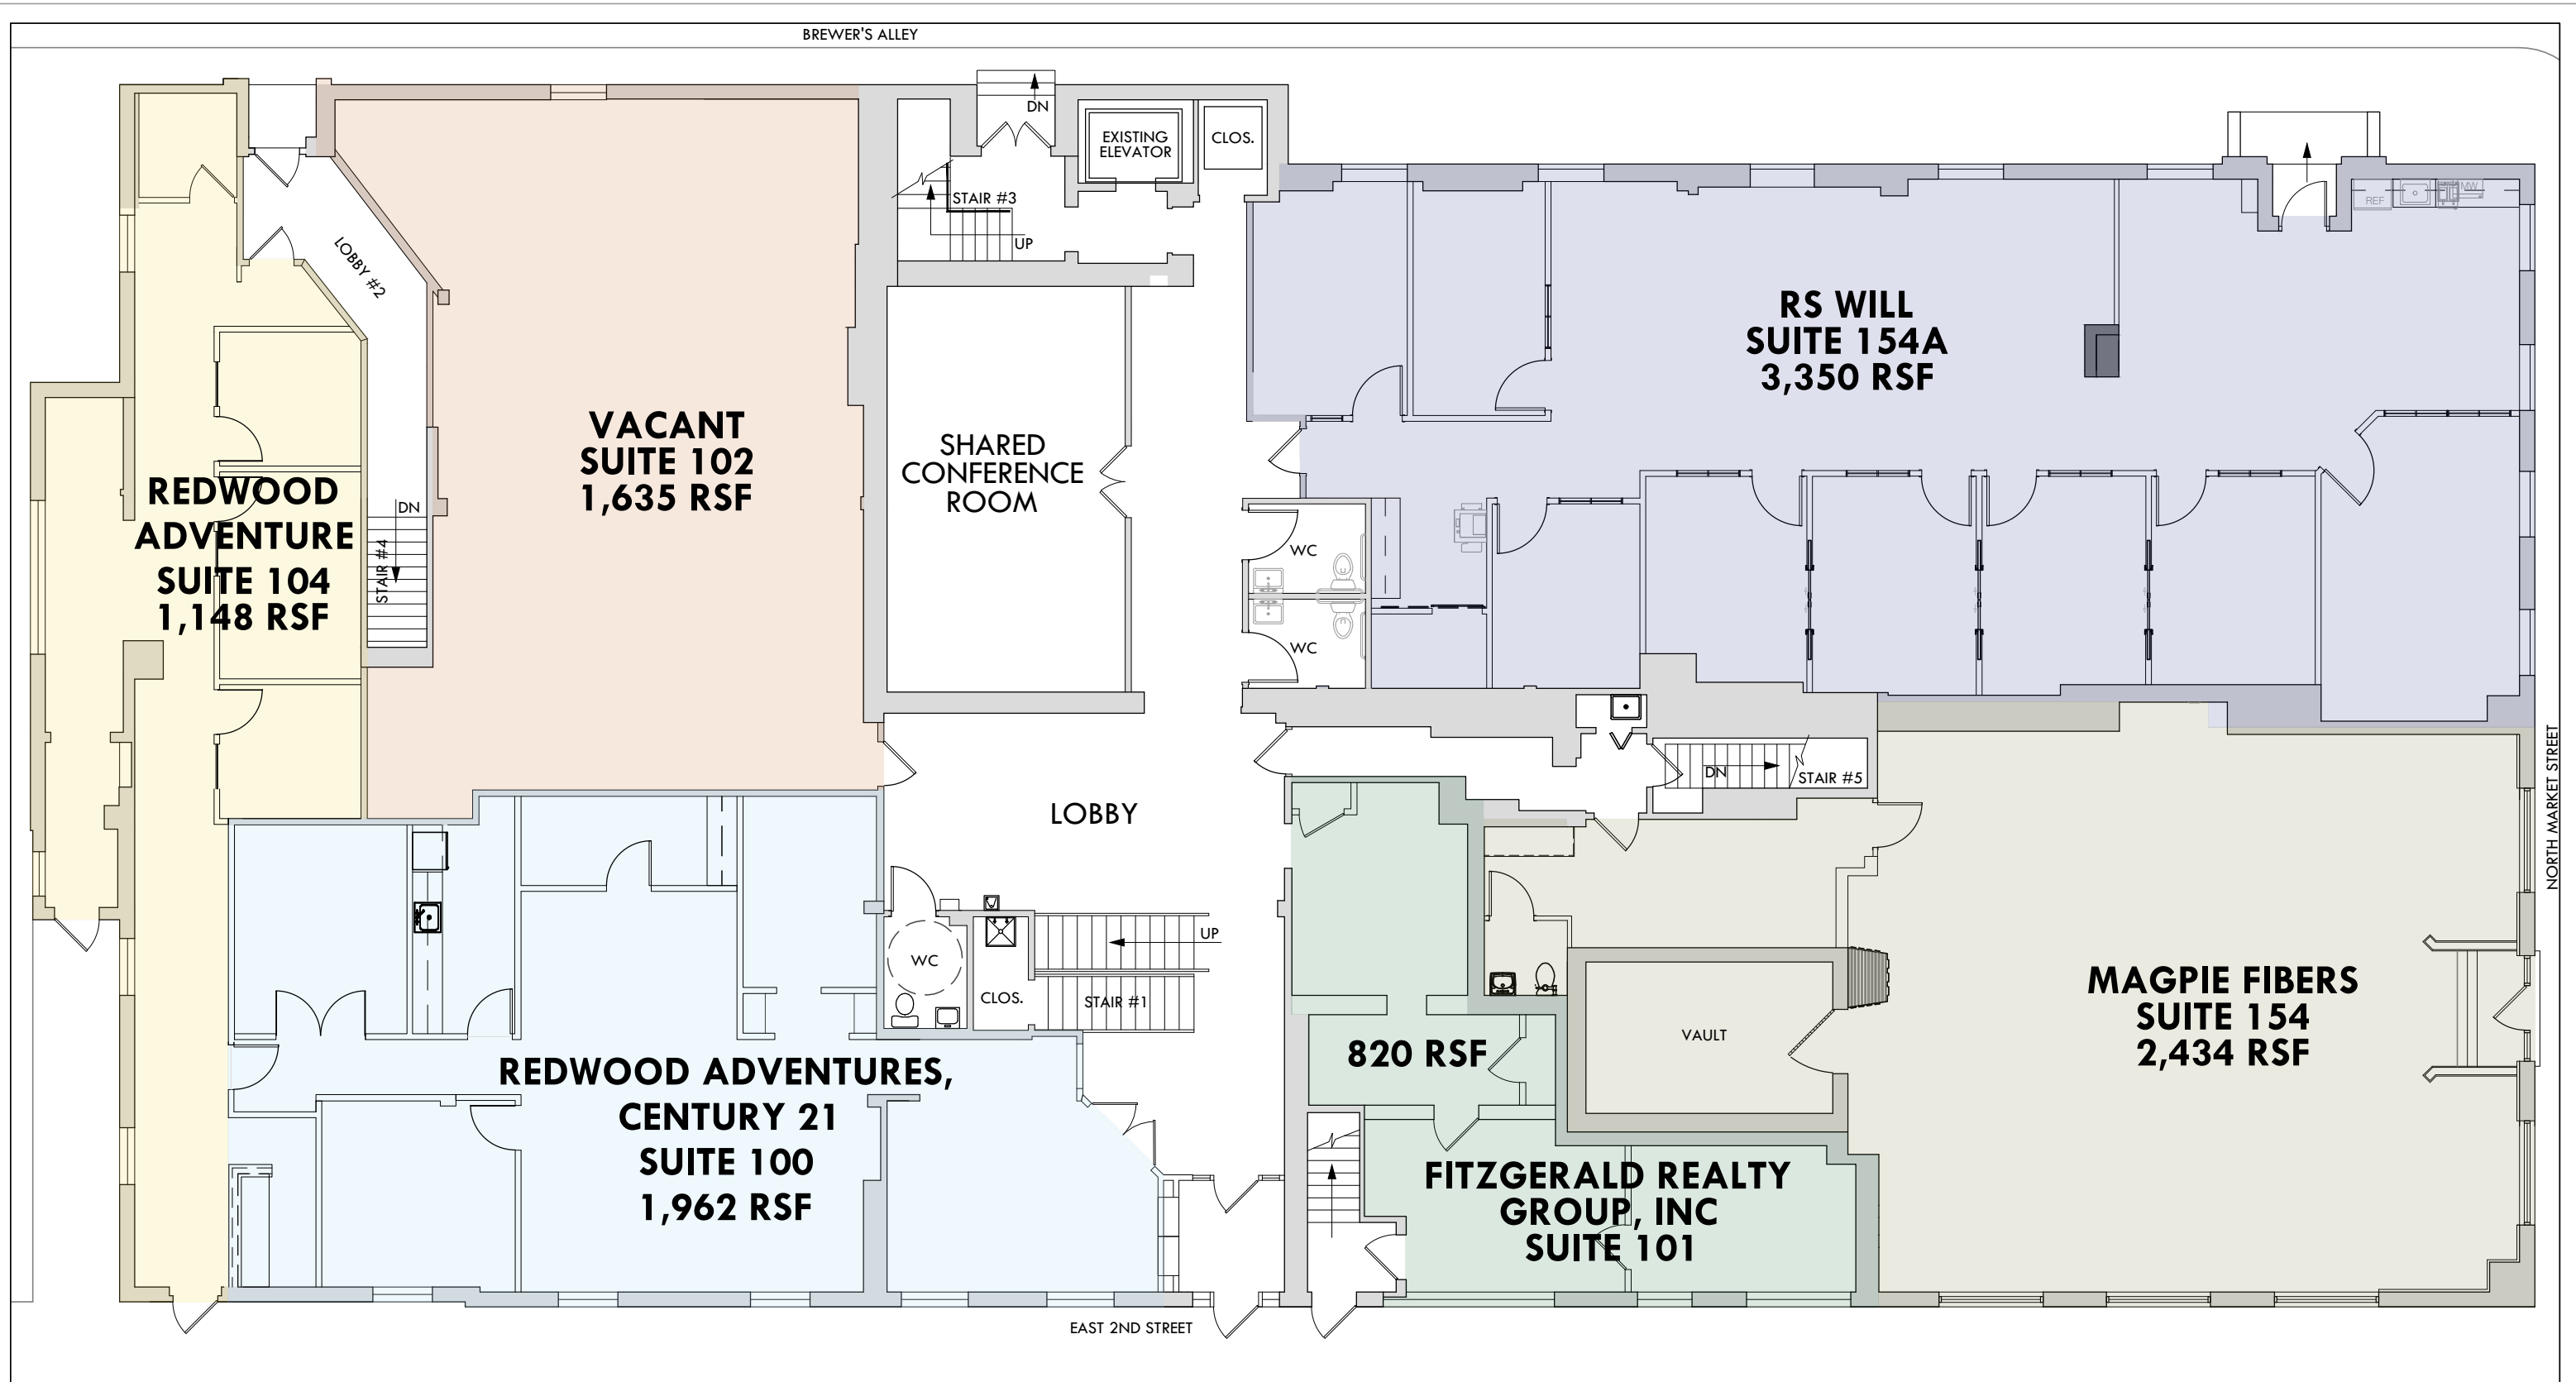 BREWER'S ALLEY
DN
EXISTING
ELEVATOR
CLOS.
STAIR #3
UP
LOBBY #2
REF
MW
RS WILL
SUITE 154A
3,350 RSF
VACANT
SUITE 102
1,635 RSF
SHARED
CONFERENCE
ROOM
REDWOOD
ADVENTURE
SUITE 104
1,148 RSF
DN
STAIR #4
WC
WC
DN
STAIR #5
LOBBY
NORTH MARKET STREET
UP
WC
CLOS.
STAIR #1
MAGPIE FIBERS
SUITE 154
2,434 RSF
VAULT
820 RSF
REDWOOD ADVENTURES,
CENTURY 21
SUITE 100
1,962 RSF
FITZGERALD REALTY
GROUP, INC
SUITE 101
EAST 2ND STREET